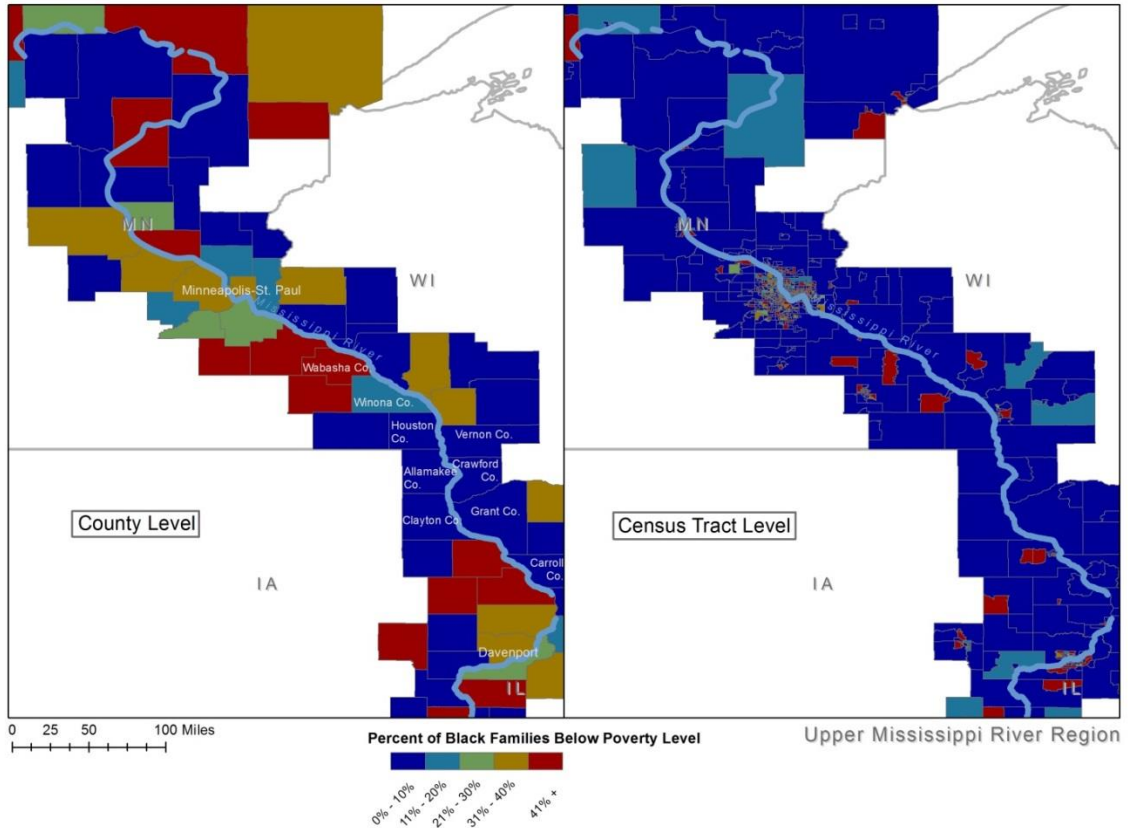 MN
WI
Minneapolis-St. Paul
Mississippi River
Wabasha Co.
Winona Co.
Houston
Co.
Vernon Co.
Allamakee
Co.
Crawford
Co.
Grant Co.
Clayton Co.
Carroll
Co.
County Level
IA
Davenport
IL
MN
WI
Mississippi River
Census Tract Level
IA
IL
0 25 50 100 Miles
Percent of Black Families Below Poverty Level
0% - 10%
11% - 20%
21% - 30%
31% - 40%
41% +
Upper Mississippi River Region